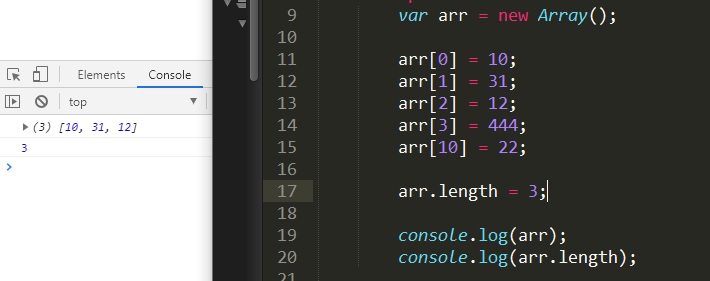 Elements Console
top
(3) [10, 31, 12]
3
9 var arr = new Array();
10
11 arr[0] = 10;
12 arr[1] = 31;
13 arr[2] = 12;
14 arr[3] = 444;
15 arr[10] = 22;
16
17 arr.length = 3;
18
19 console.log(arr);
20 console.log(arr.length);
21